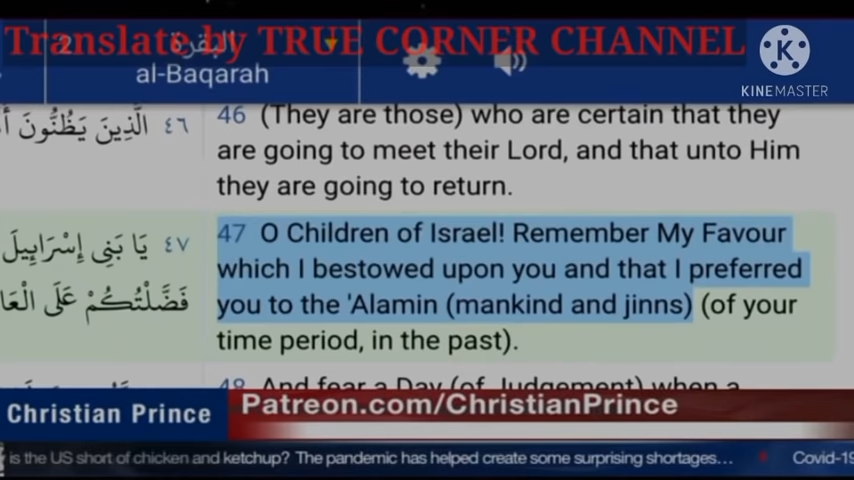 Translate by TRUE CORNER CHANNEL
2 البقرة
al-Baqarah
KINEMASTER
٤٦ الَّذِينَ يَظُنُّونَ
46 (They are those) who are certain that they
are going to meet their Lord, and that unto Him
they are going to return.
٤٧ يَا بَنِي إِسْرَائِيلَ
فَضَّلْتُكُمْ عَلَى
47 O Children of Israel! Remember My Favour
which I bestowed upon you and that I preferred
you to the 'Alamin (mankind and jinns) (of your
time period, in the past).
48 And fear a Day (of Judgement) when a
Christian Prince
Patreon.com/ChristianPrince
is the US short of chicken and ketchup? The pandemic has helped create some surprising shortages... Covid-19